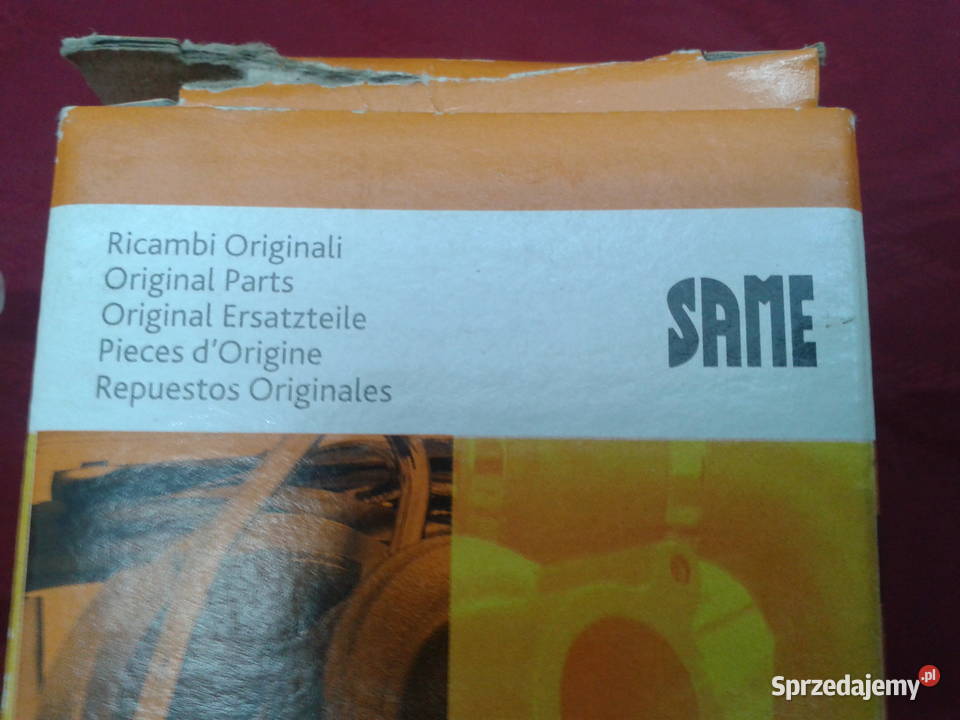 Ricambi Originali
Original Parts
Original Ersatzteile
Pieces d'Origine
Repuestos Originales
SAME
Sprzedajemy.pl